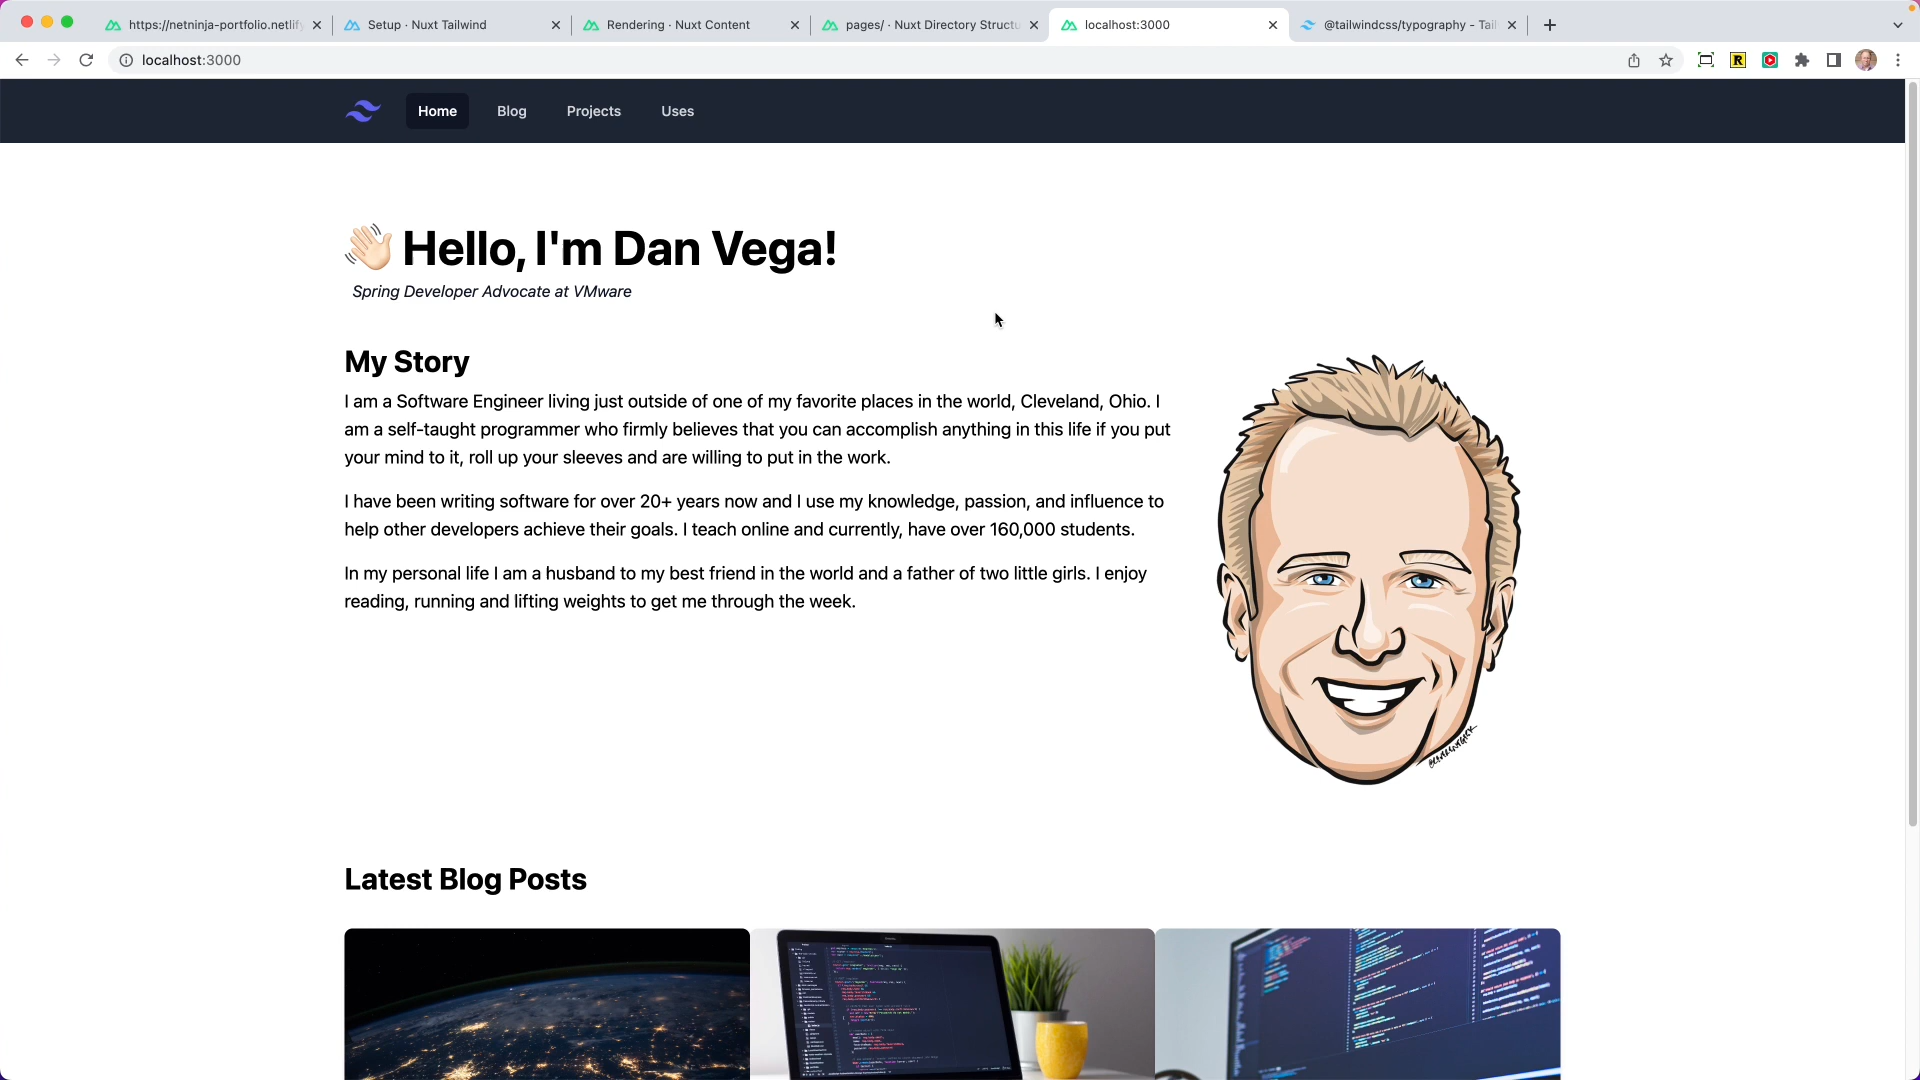 https://netninja-portfolio.netlify
Setup · Nuxt Tailwind
Rendering · Nuxt Content
pages/ · Nuxt Directory Structu
localhost:3000
@tailwindcss/typography - Tail
localhost:3000
Home
Blog
Projects
Uses
👋🏻 Hello, I'm Dan Vega!
Spring Developer Advocate at VMware
My Story
I am a Software Engineer living just outside of one of my favorite places in the world, Cleveland, Ohio. I
am a self-taught programmer who firmly believes that you can accomplish anything in this life if you put
your mind to it, roll up your sleeves and are willing to put in the work.
I have been writing software for over 20+ years now and I use my knowledge, passion, and influence to
help other developers achieve their goals. I teach online and currently, have over 160,000 students.
In my personal life I am a husband to my best friend in the world and a father of two little girls. I enjoy
reading, running and lifting weights to get me through the week.
Latest Blog Posts